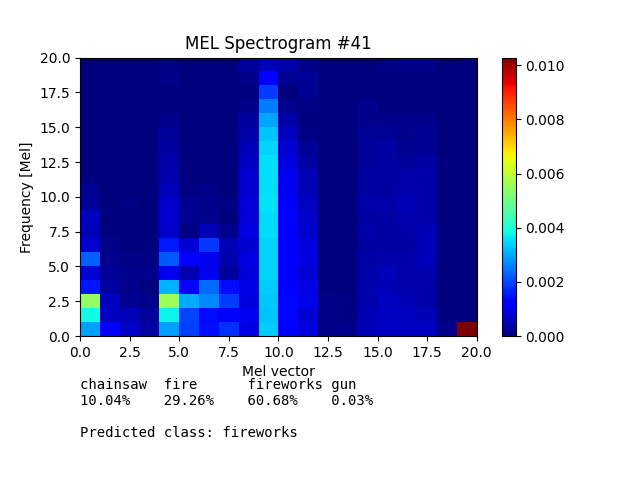 MEL Spectrogram #41
20.0
17.5
15.0
12.5
10.0
7.5
5.0
2.5
0.0
Frequency [Mel]
0.0 2.5 5.0 7.5 10.0 12.5 15.0 17.5 20.0
Mel vector
0.010
0.008
0.006
0.004
0.002
0.000
chainsaw fire fireworks gun
10.04% 29.26% 60.68% 0.03%
Predicted class: fireworks